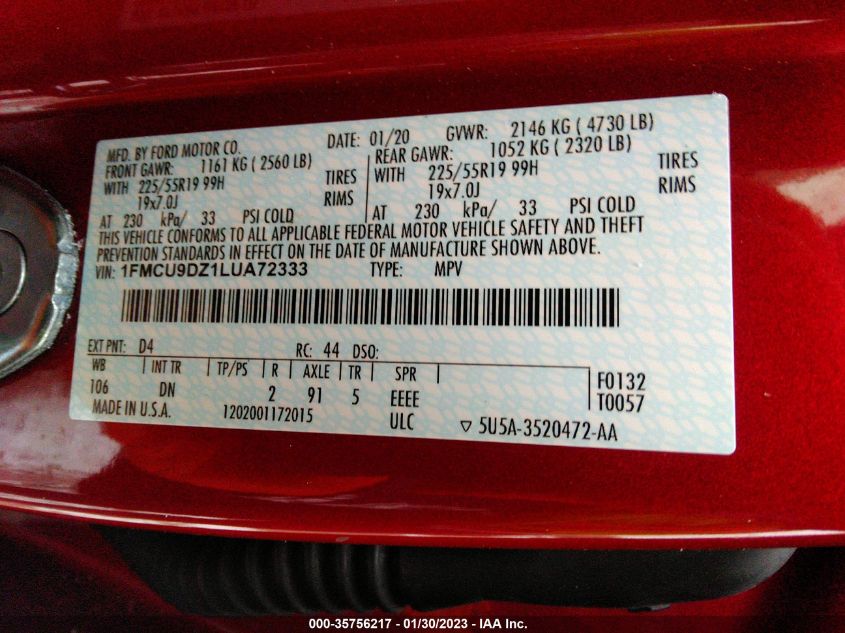 MFD. BY FORD MOTOR CO. DATE: 01/20 GVWR: 2146 KG ( 4730 LB)
FRONT GAWR: 1161 KG ( 2560 LB) REAR GAWR: 1052 KG ( 2320 LB)
WITH 225/55R19 99H TIRES WITH 225/55R19 99H TIRES
19x7.0J RIMS 19x7.0J RIMS
AT 230 kPa/ 33 PSI COLD AT 230 kPa/ 33 PSI COLD
THIS VEHICLE CONFORMS TO ALL APPLICABLE FEDERAL MOTOR VEHICLE SAFETY AND THEFT
PREVENTION STANDARDS IN EFFECT ON THE DATE OF MANUFACTURE SHOWN ABOVE.
VIN: 1FMCU9DZ1LUA72333 TYPE: MPV
EXT PNT: D4 RC: 44 DSO:
WB INT TR TP/PS R AXLE TR SPR F0132
106 DN 2 91 5 EEEE T0057
MADE IN U.S.A. 1202001172015 ULC ▽ 5U5A-3520472-AA
000-35756217 - 01/30/2023 - IAA Inc.